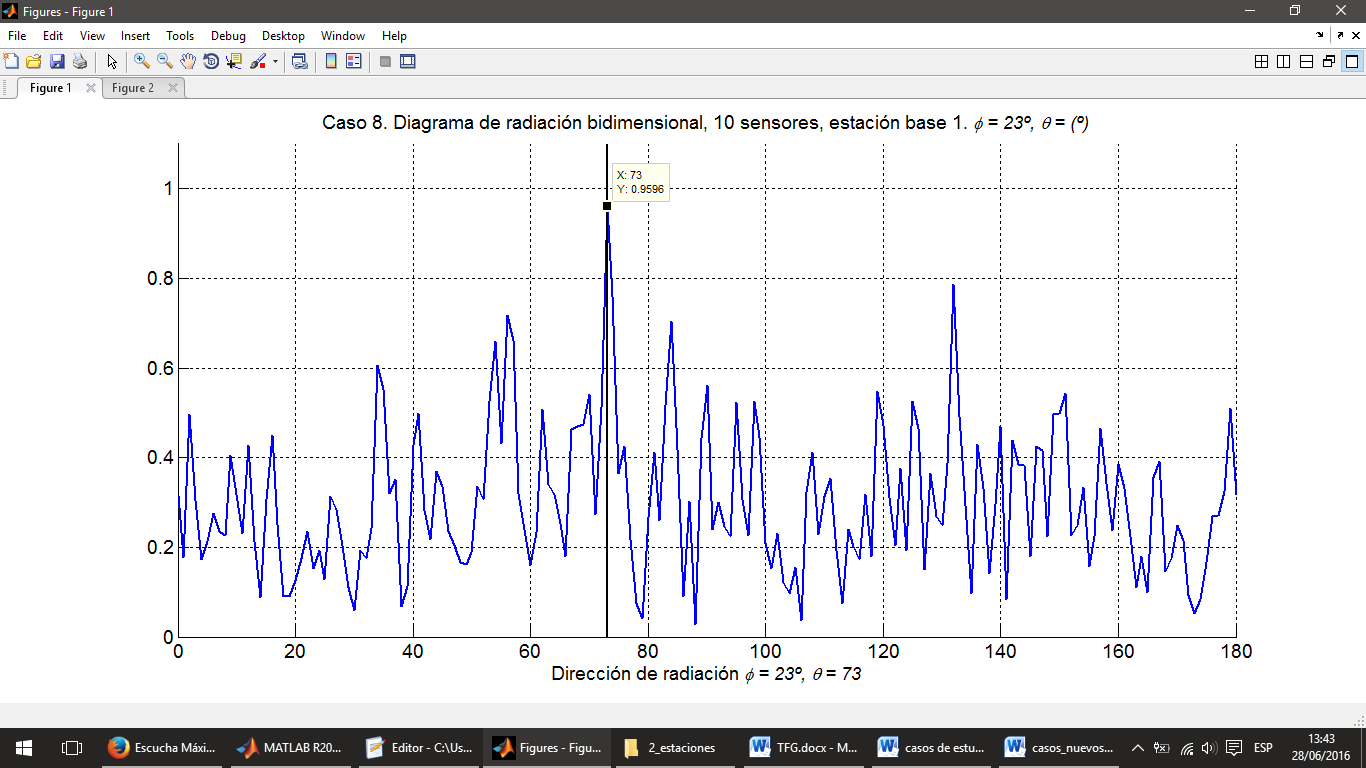 Figures - Figure 1
File Edit View Insert Tools Debug Desktop Window Help
Figure 1 Figure 2
Caso 8. Diagrama de radiación bidimensional, 10 sensores, estación base 1. ϕ = 23º, θ = (º)
X: 73
Y: 0.9596
1
0.8
0.6
0.4
0.2
0
0 20 40 60 80 100 120 140 160 180
Dirección de radiación ϕ = 23º, θ = 73
Escucha Máxi... MATLAB R20... Editor - C:\Us... Figures - Figu... 2_estaciones TFG.docx - M... casos de estu... casos_nuevos... ESP 13:43
28/06/2016